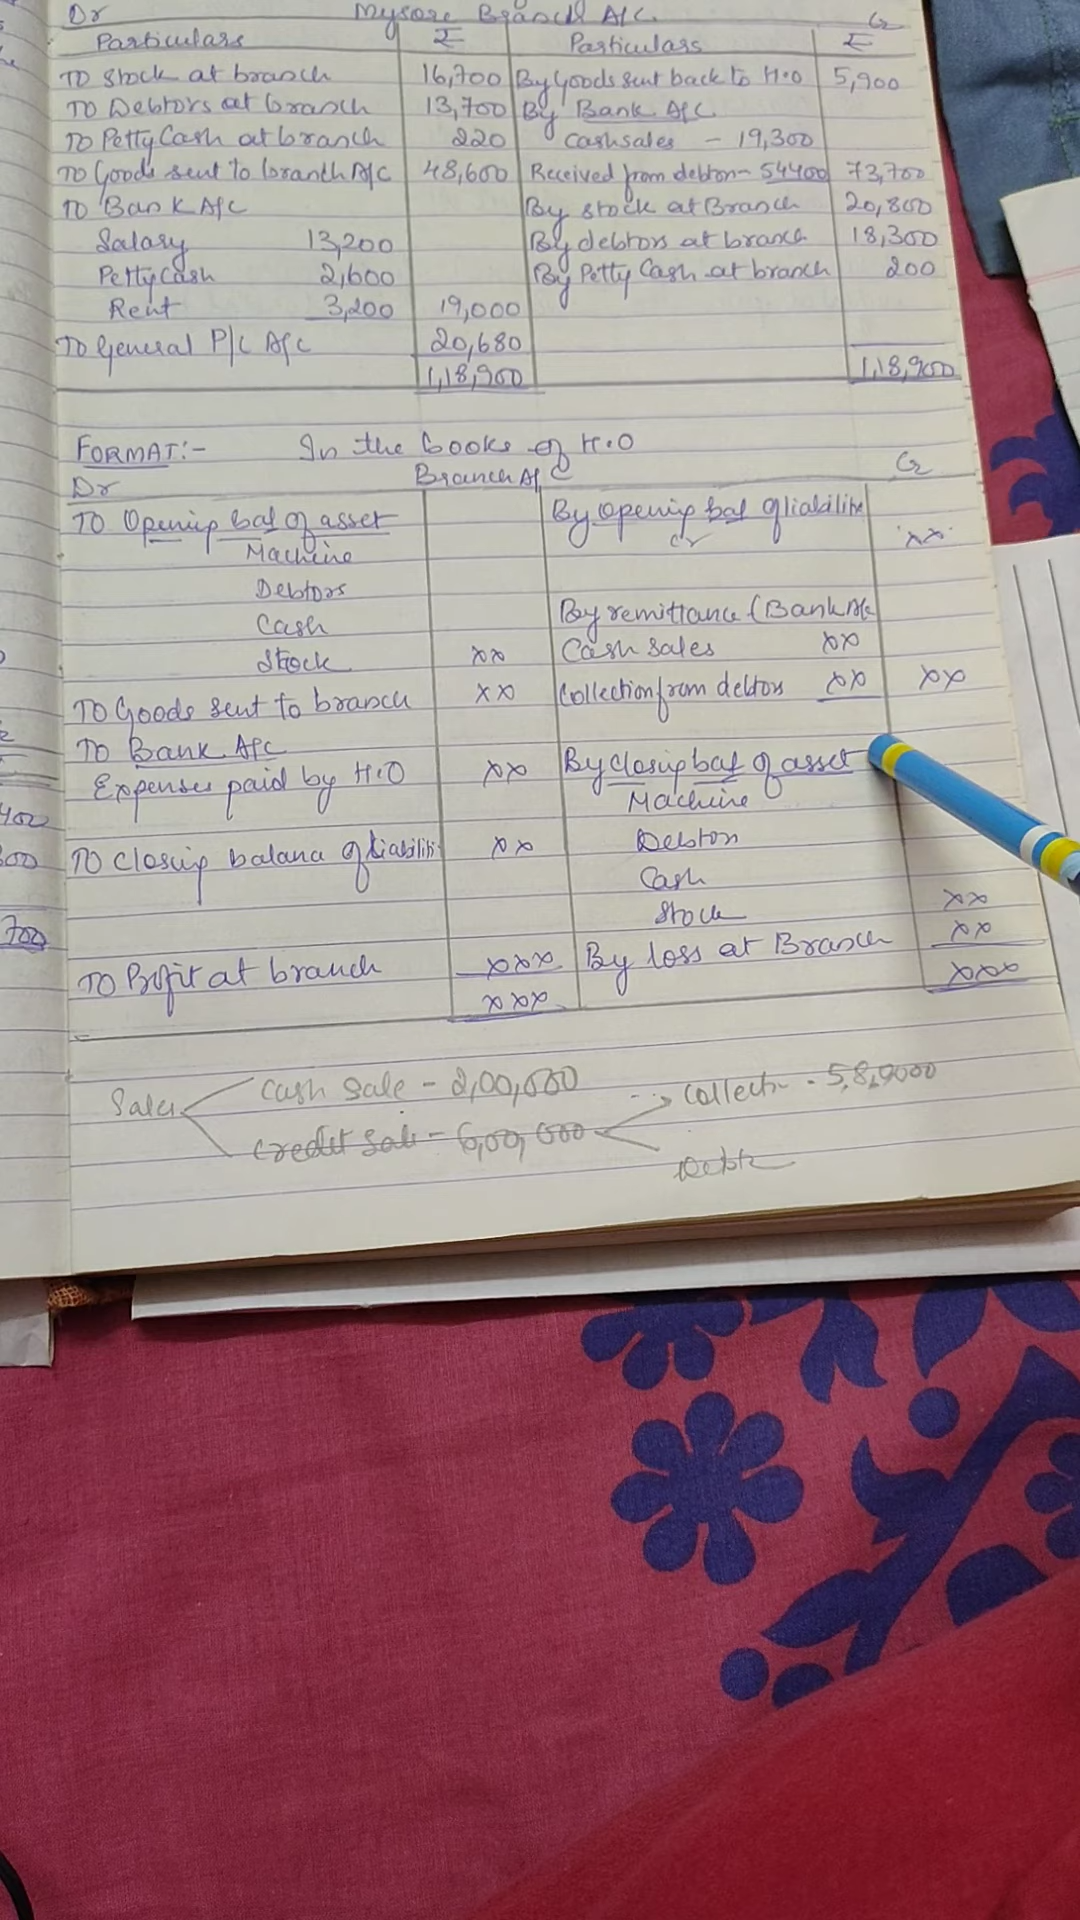 Dr Mysore Branch A/C. Cr
Particulars ₹ Particulars ₹
To Stock at branch 16,700 By Goods sent back to H.O 5,900
To Debtors at branch 13,700 By Bank A/C
To Petty Cash at branch 220 Cash sales - 19,300
To Goods sent to branch A/C 48,600 Received from debtors - 54400 73,700
To Bank A/C By Stock at Branch 20,800
Salary 13,200 By debtors at branch 18,300
Petty Cash 2,600 By Petty Cash at branch 200
Rent 3,200 19,000
To General P/L A/C 20,680
1,18,900 1,18,900
FORMAT:- In the books of H.O
Dr Branch A/C Cr
To Opening bal of asset By opening bal of liabilities
Machine cr xx
Debtors
Cash By remittance (Bank A/c
Stock xx Cash sales xx
To Goods sent to branch xx Collection from debtors xx xx
To Bank A/C
Expenses paid by H.O xx By closing bal of asset
Machine
To Closing balance of liabiliti xx Debtors
Cash
Stock xx
To Profit at branch xxx By loss at Branch xx
xxx xxx
Sales Cash Sale - 2,00,000 Collectn - 5,8,9000
Credit Sale - 6,00,000
Debts
400
00
700